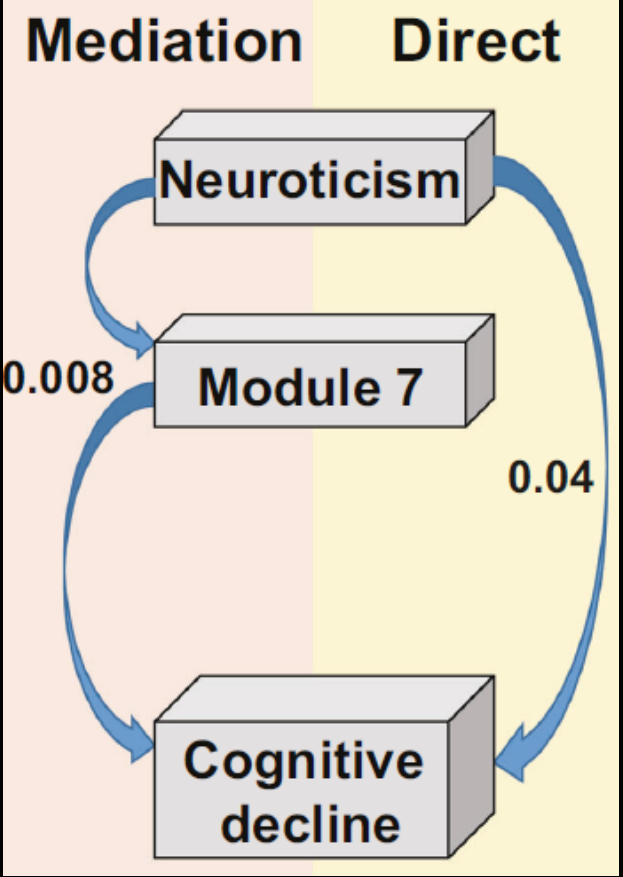 Mediation Direct
Neuroticism
Module 7
0.008
0.04
Cognitive
decline